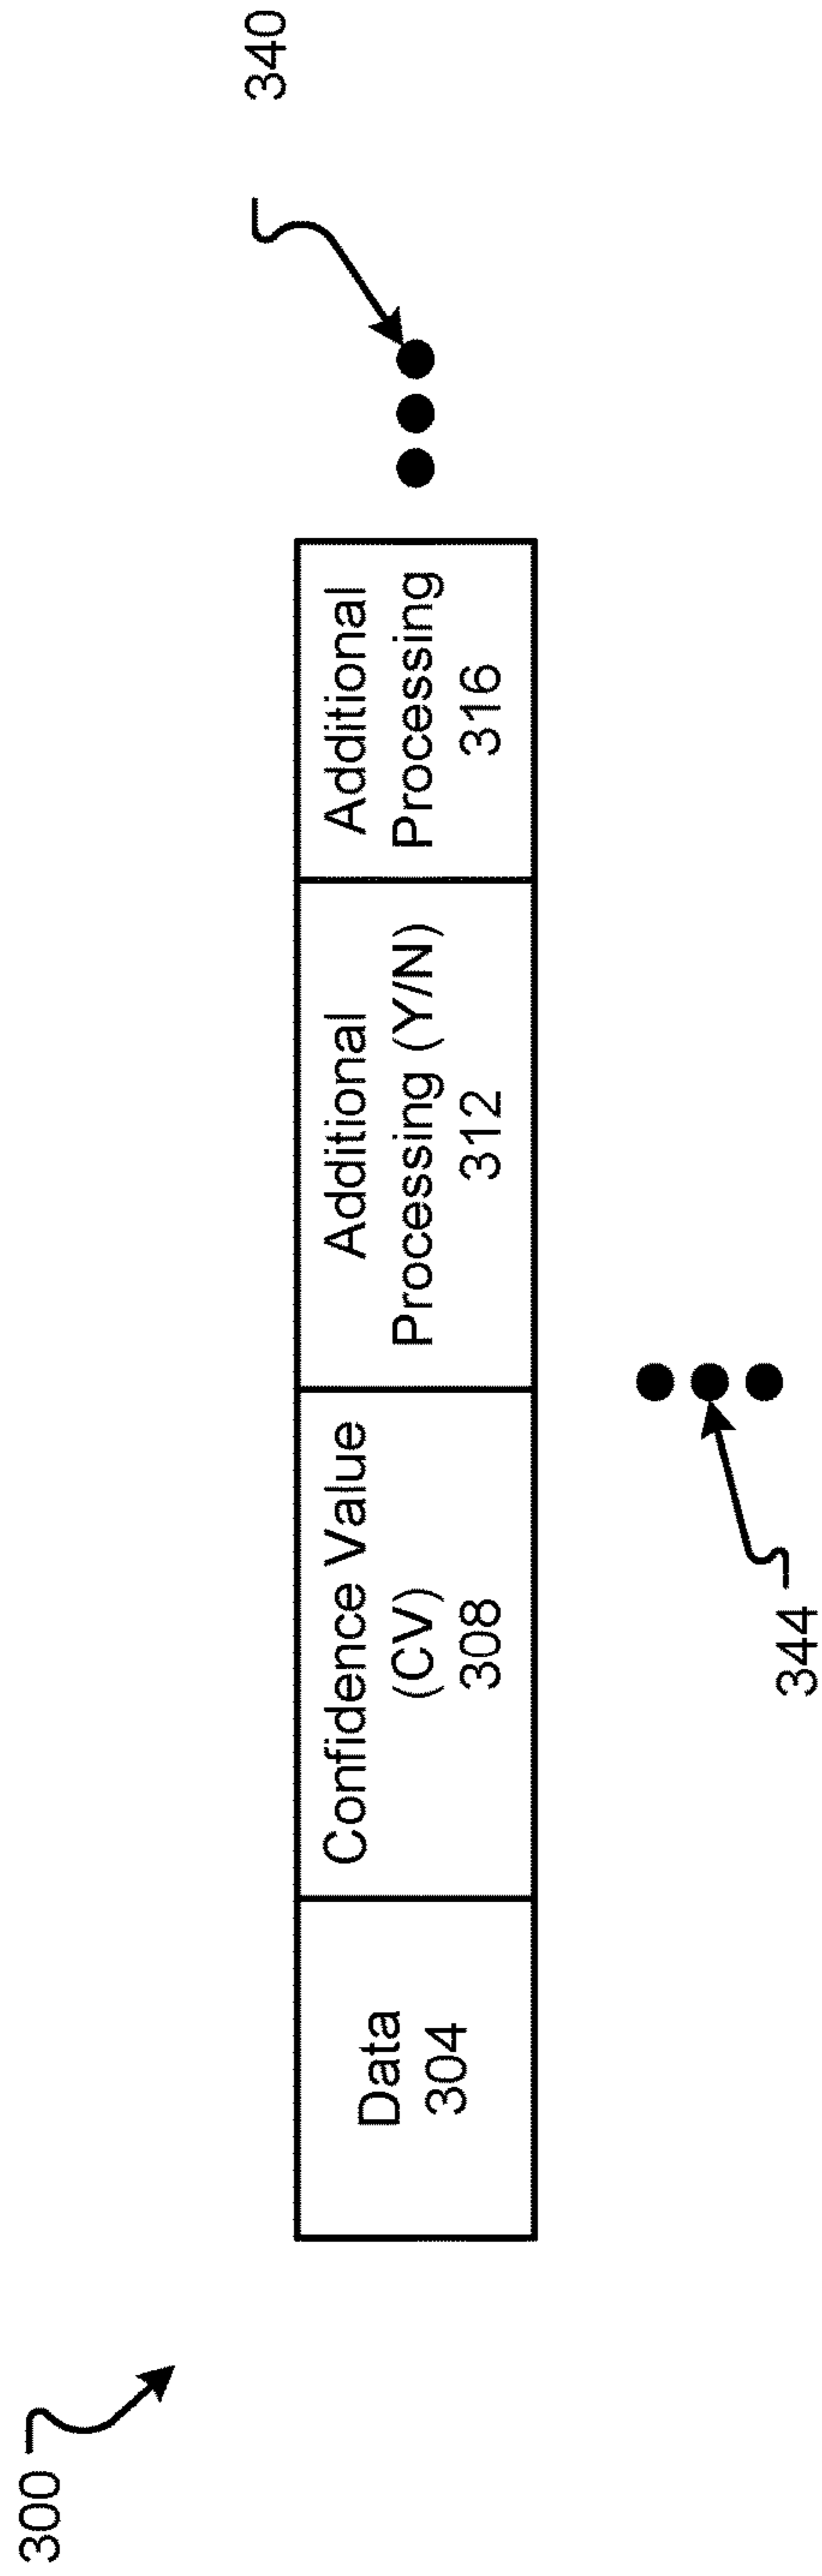 300
Data
304
Confidence Value
(CV)
308
Additional
Processing (Y/N)
312
Additional
Processing
316
340
344